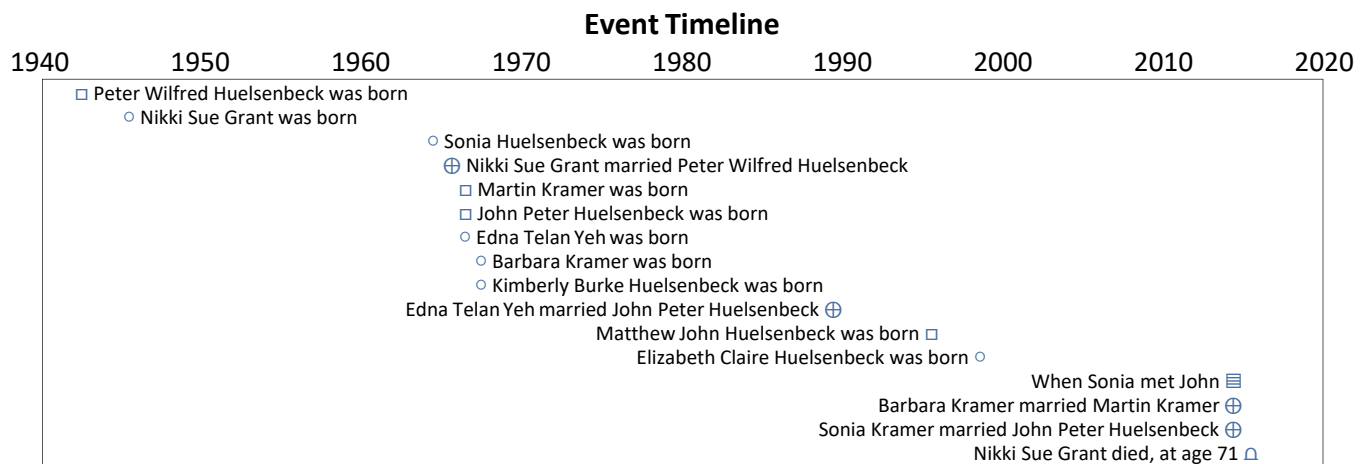 Event Timeline
1940 1950 1960 1970 1980 1990 2000 2010 2020
Peter Wilfred Huelsenbeck was born
Nikki Sue Grant was born
Sonia Huelsenbeck was born
Nikki Sue Grant married Peter Wilfred Huelsenbeck
Martin Kramer was born
John Peter Huelsenbeck was born
Edna Telan Yeh was born
Barbara Kramer was born
Kimberly Burke Huelsenbeck was born
Edna Telan Yeh married John Peter Huelsenbeck
Matthew John Huelsenbeck was born
Elizabeth Claire Huelsenbeck was born
When Sonia met John
Barbara Kramer married Martin Kramer
Sonia Kramer married John Peter Huelsenbeck
Nikki Sue Grant died, at age 71